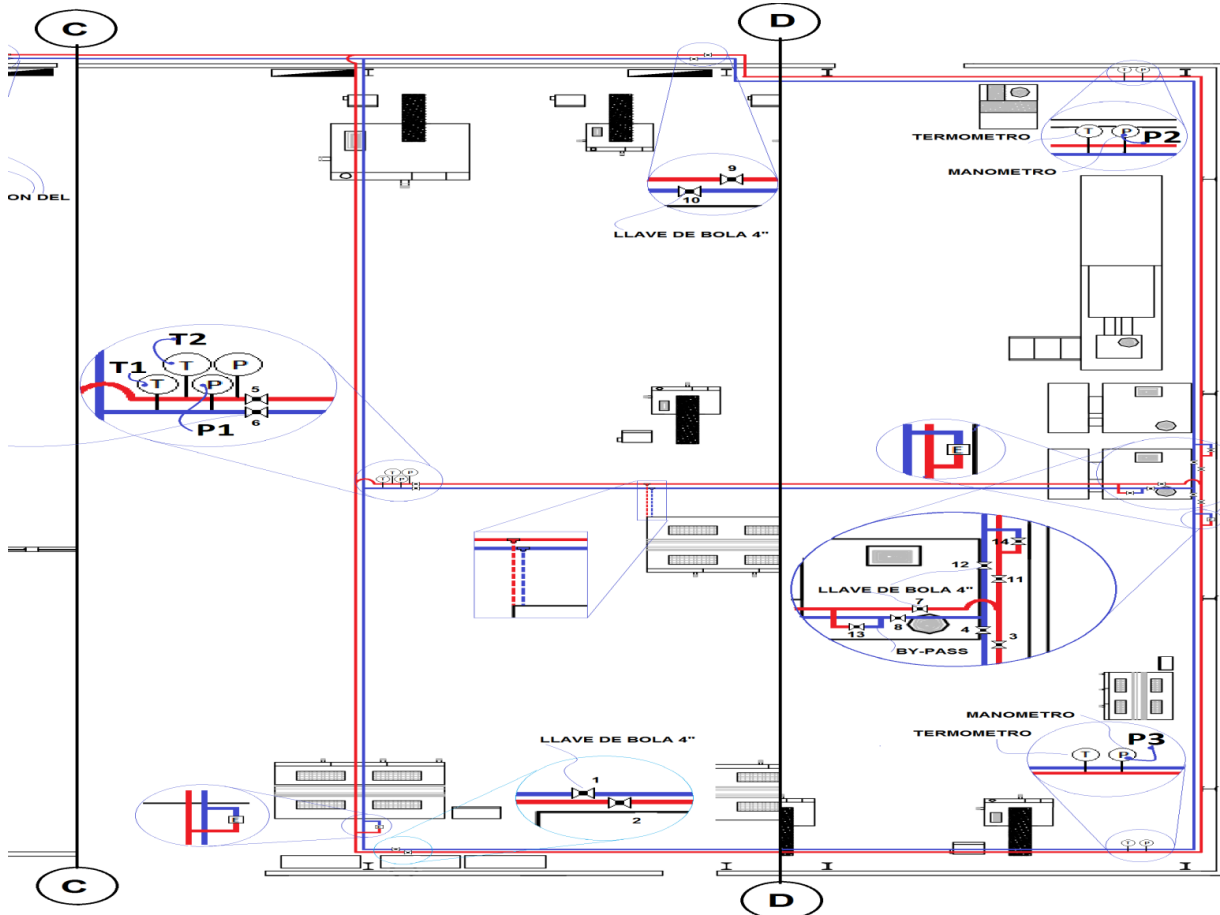 C
D
TERMOMETRO
T
P
P2
MANOMETRO
T
P
9
10
LLAVE DE BOLA 4"
ON DEL
T2
T1
T
P
T
P
5
6
P1
T
P
T
P
E
14
12
11
LLAVE DE BOLA 4"
7
8
13
4
3
BY-PASS
MANOMETRO
TERMOMETRO
P3
T
P
LLAVE DE BOLA 4"
1
2
E
T
P
C
D